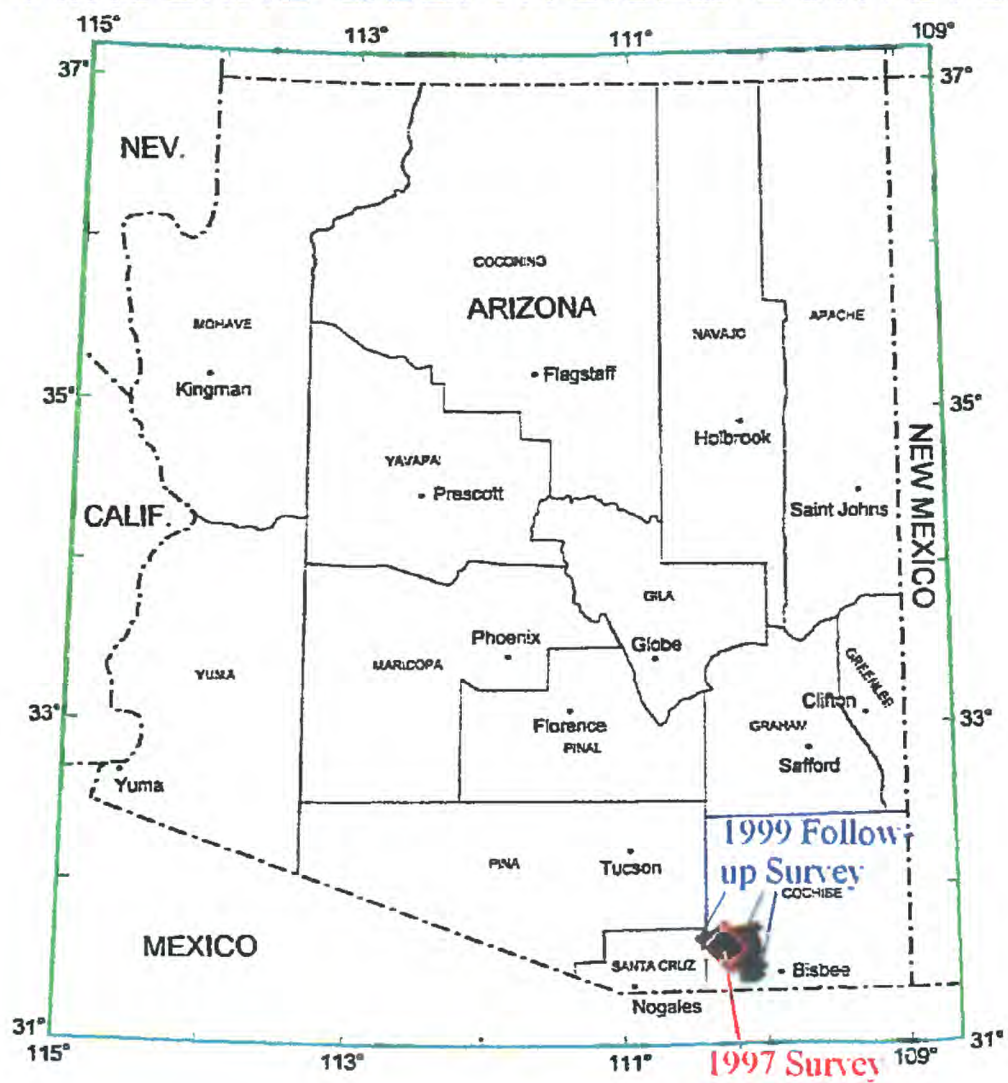 115° 113° 111° 109°
37° 37°
NEV.
COCONINO
ARIZONA
MOHAVE
NAVAJO
APACHE
Kingman
Flagstaff
35° 35°
Holbrook
YAVAPAI
Prescott
Saint Johns
CALIF.
NEW MEXICO
GILA
Phoenix
Globe
YUMA
MARICOPA
GREENLEE
Clifton
33° 33°
Florence
PINAL
GRAHAM
Safford
Yuma
1999 Follow-
up Survey
PINA
Tucson
COCHISE
MEXICO
SANTA CRUZ
Bisbee
Nogales
31° 31°
115° 113° 111° 109°
1997 Survey